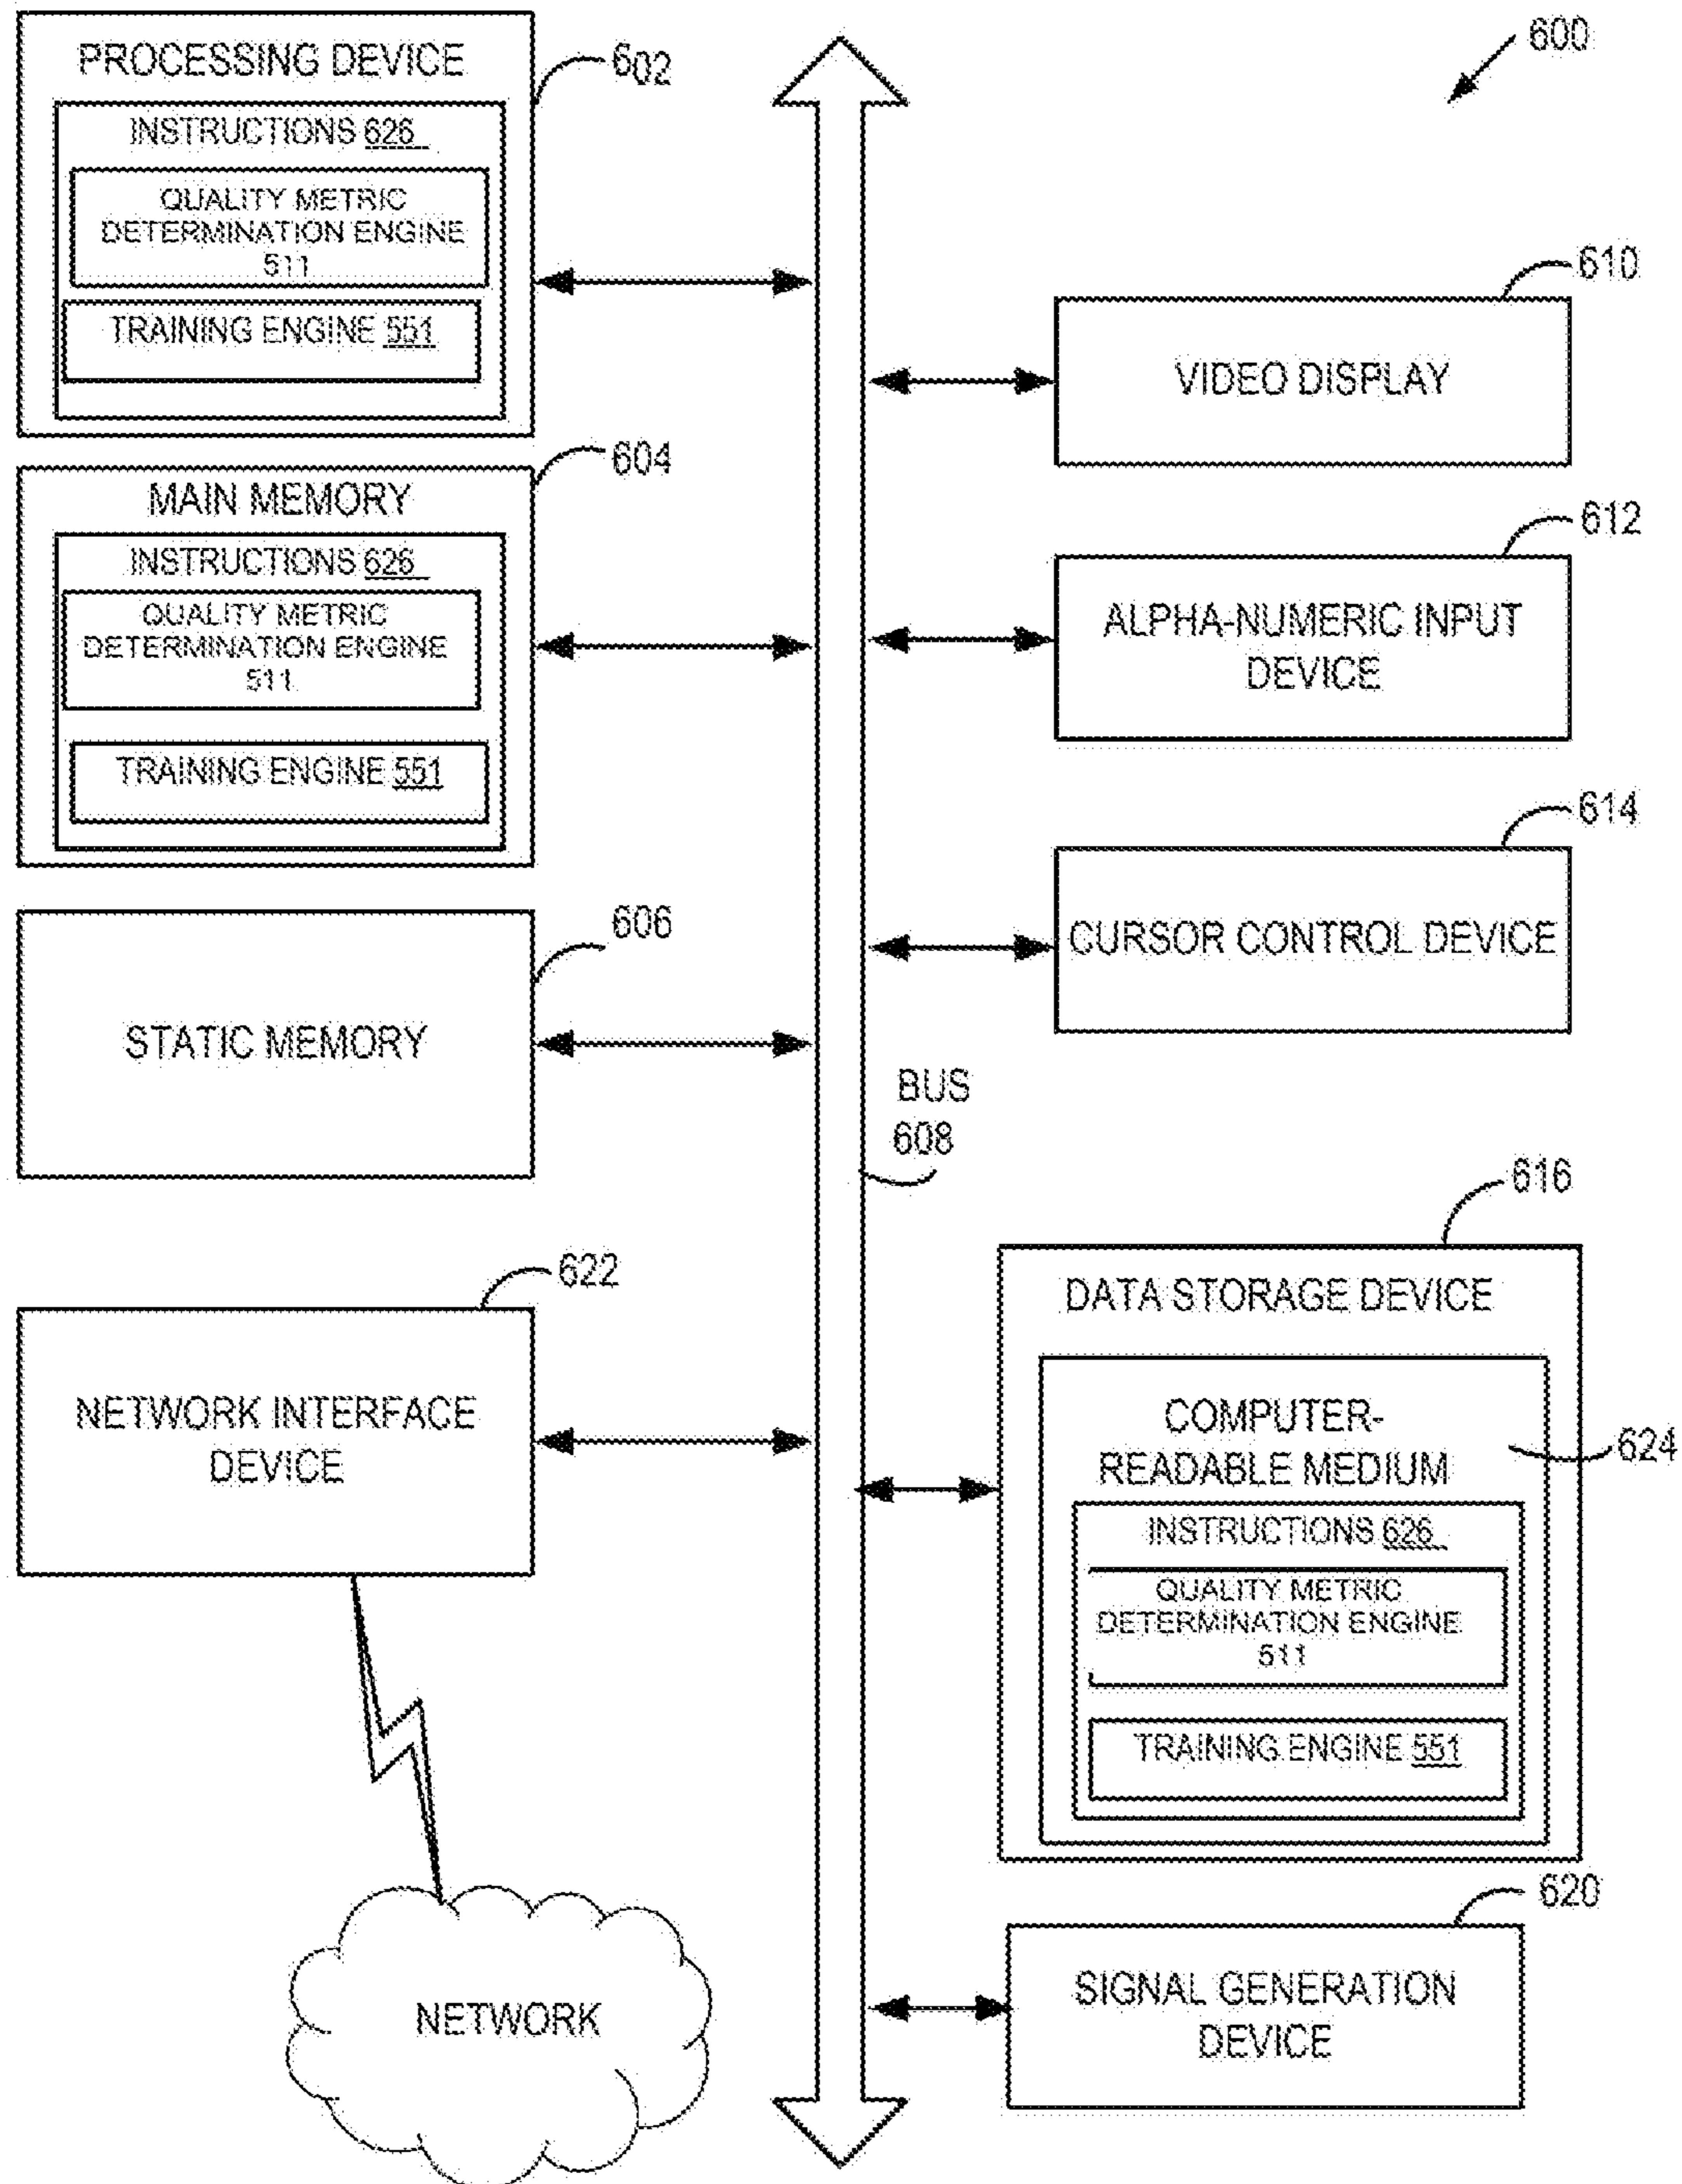 600
PROCESSING DEVICE
602
INSTRUCTIONS 626
QUALITY METRIC
DETERMINATION ENGINE
511
TRAINING ENGINE 551
MAIN MEMORY
604
INSTRUCTIONS 626
QUALITY METRIC
DETERMINATION ENGINE
511
TRAINING ENGINE 551
606
STATIC MEMORY
622
NETWORK INTERFACE
DEVICE
NETWORK
BUS
608
610
VIDEO DISPLAY
612
ALPHA-NUMERIC INPUT
DEVICE
614
CURSOR CONTROL DEVICE
616
DATA STORAGE DEVICE
COMPUTER-
READABLE MEDIUM
624
INSTRUCTIONS 626
QUALITY METRIC
DETERMINATION ENGINE
511
TRAINING ENGINE 551
620
SIGNAL GENERATION
DEVICE